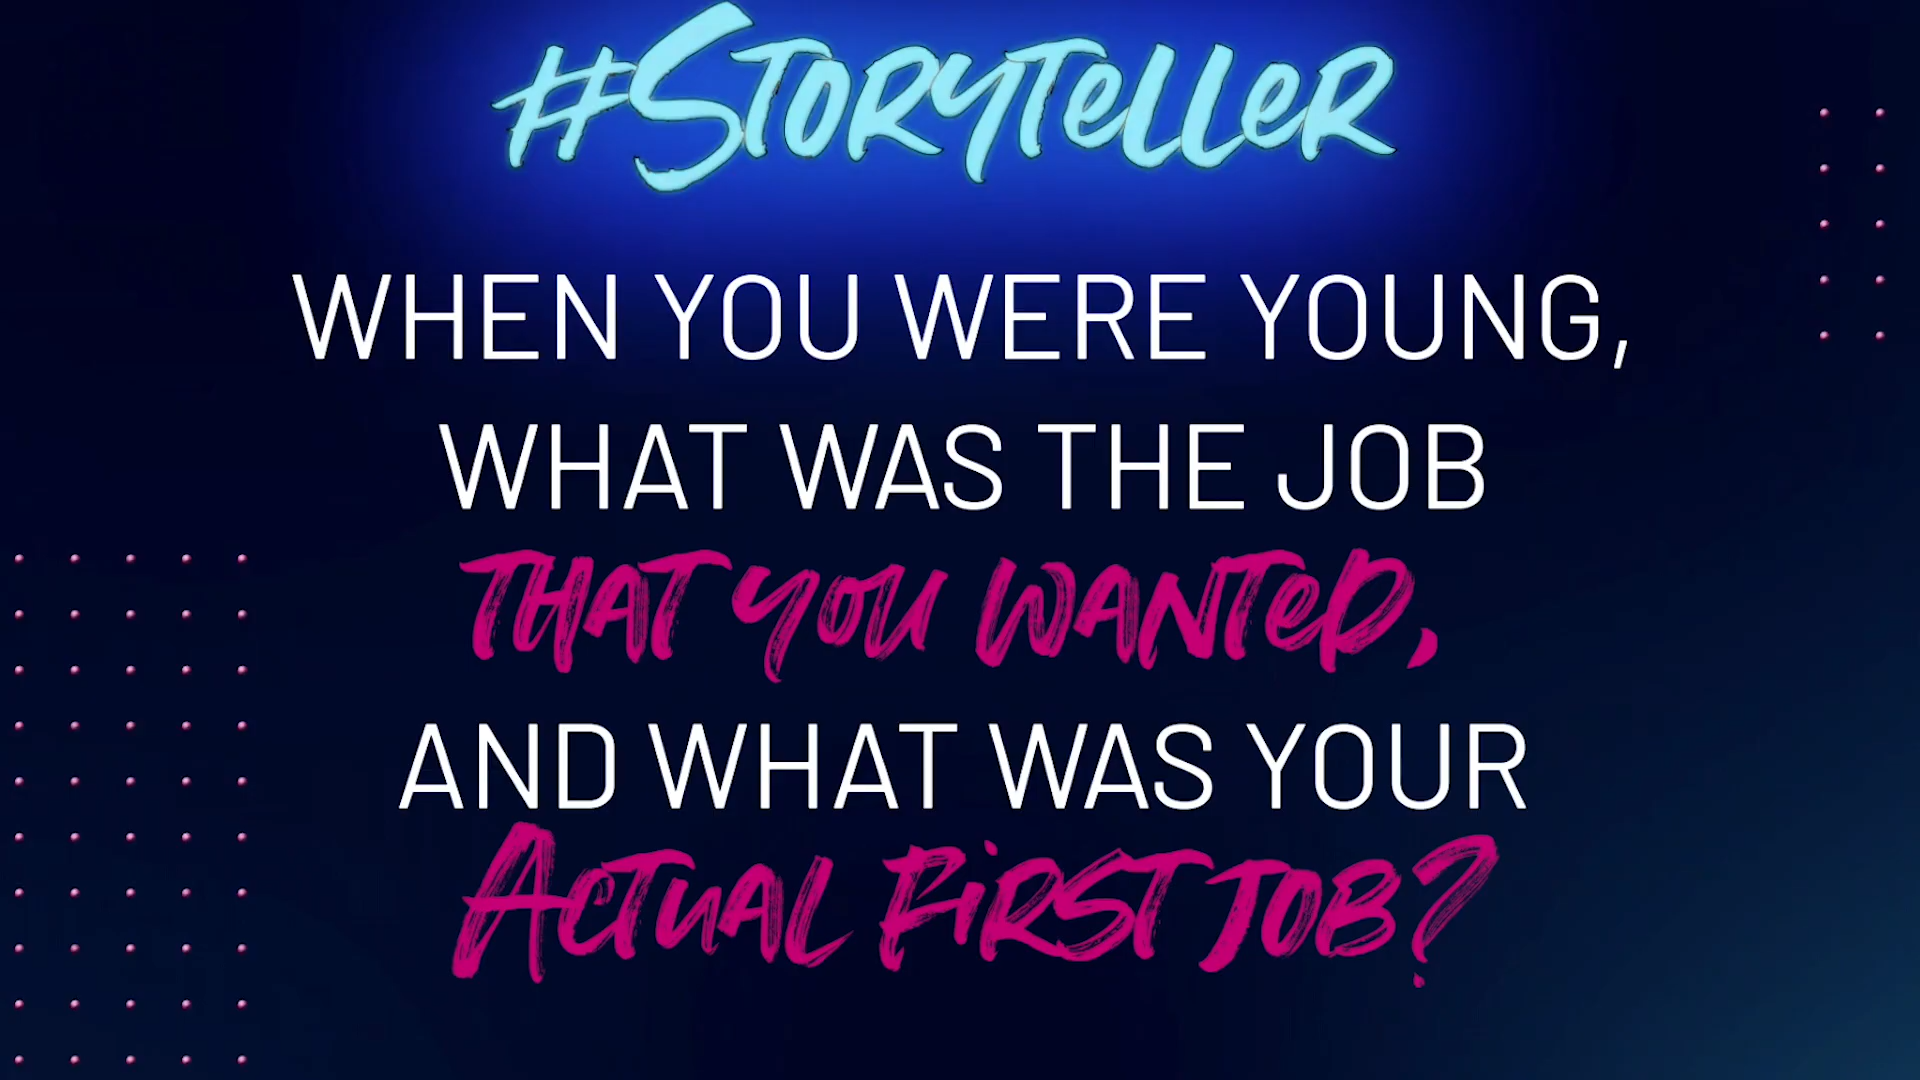 #STORYTELLER
WHEN YOU WERE YOUNG,
WHAT WAS THE JOB
THAT YOU WANTED,
AND WHAT WAS YOUR
ACTUAL FIRST JOB?